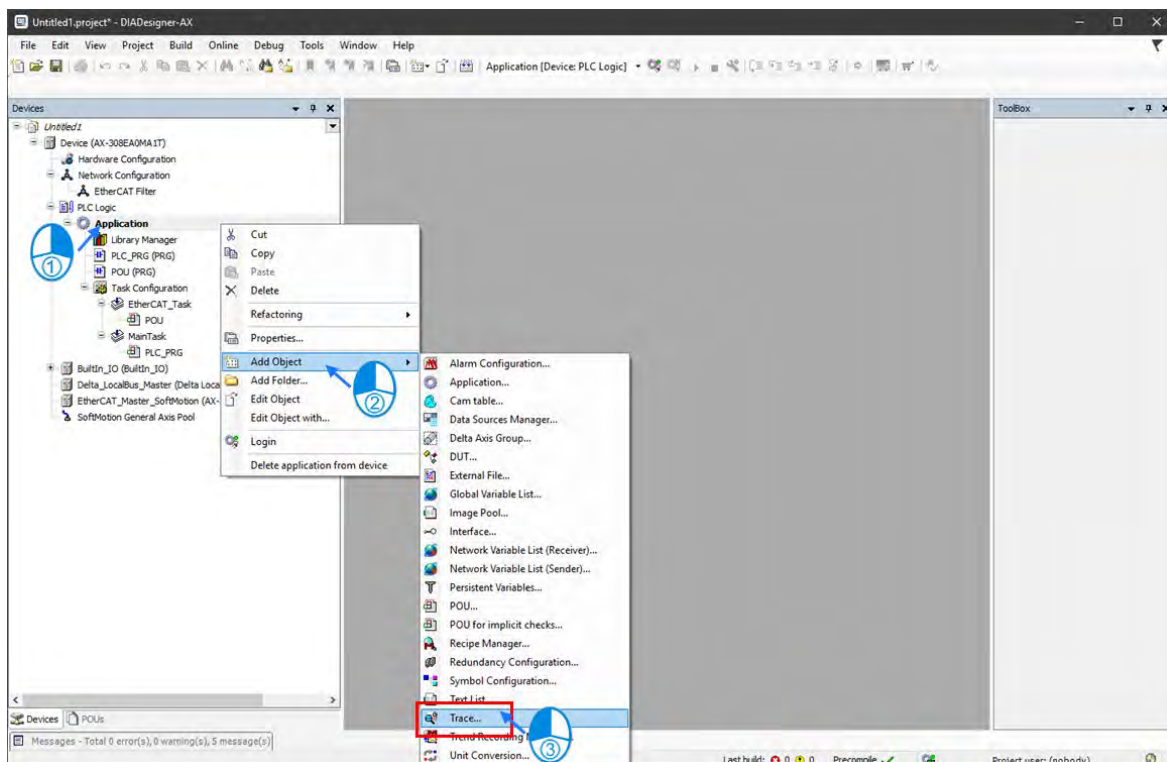 Untitled1.project* - DIADesigner-AX
File Edit View Project Build Online Debug Tools Window Help
Application [Device: PLC Logic]
Devices
ToolBox
Untitled1
Device (AX-308EA0MA1T)
Hardware Configuration
Network Configuration
EtherCAT Filter
PLC Logic
Application
Library Manager
PLC_PRG (PRG)
POU (PRG)
Task Configuration
EtherCAT_Task
POU
MainTask
PLC_PRG
BuiltIn_IO (BuiltIn_IO)
Delta_LocalBus_Master (Delta Loca
EtherCAT_Master_SoftMotion (AX-
SoftMotion General Axis Pool
1
Cut
Copy
Paste
Delete
Refactoring
Properties...
Add Object
Add Folder...
Edit Object
Edit Object with...
Login
Delete application from device
2
Alarm Configuration...
Application...
Cam table...
Data Sources Manager...
Delta Axis Group...
DUT...
External File...
Global Variable List...
Image Pool...
Interface...
Network Variable List (Receiver)...
Network Variable List (Sender)...
Persistent Variables...
POU...
POU for implicit checks...
Recipe Manager...
Redundancy Configuration...
Symbol Configuration...
Text List
Trace...
Trend Recording
Unit Conversion...
3
Devices POUs
Messages - Total 0 error(s), 0 warning(s), 5 message(s)
Last build: 0 0 Precompile Project user: (nobody)